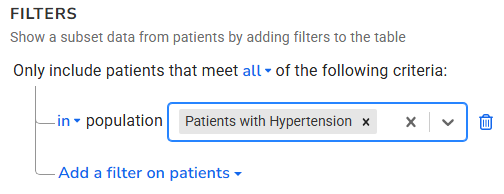 FILTERS
Show a subset data from patients by adding filters to the table
Only include patients that meet all of the following criteria:
in population Patients with Hypertension
Add a filter on patients